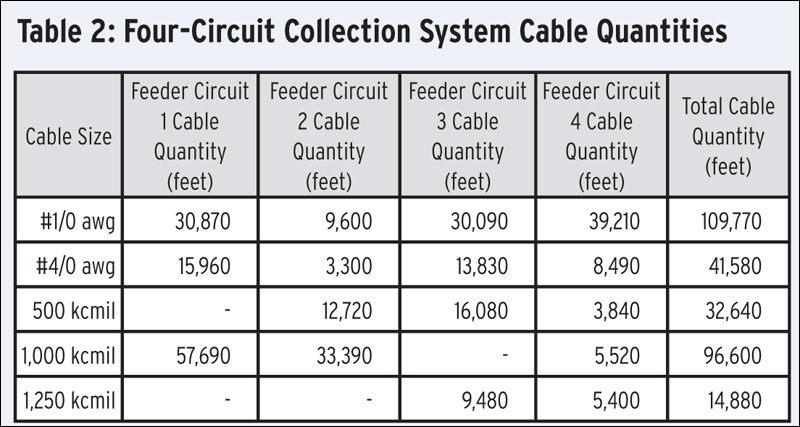 Table 2: Four-Circuit Collection System Cable Quantities
Cable Size | Feeder Circuit 1 Cable Quantity (feet) | Feeder Circuit 2 Cable Quantity (feet) | Feeder Circuit 3 Cable Quantity (feet) | Feeder Circuit 4 Cable Quantity (feet) | Total Cable Quantity (feet)
#1/0 awg | 30,870 | 9,600 | 30,090 | 39,210 | 109,770
#4/0 awg | 15,960 | 3,300 | 13,830 | 8,490 | 41,580
500 kcmil | - | 12,720 | 16,080 | 3,840 | 32,640
1,000 kcmil | 57,690 | 33,390 | - | 5,520 | 96,600
1,250 kcmil | - | - | 9,480 | 5,400 | 14,880